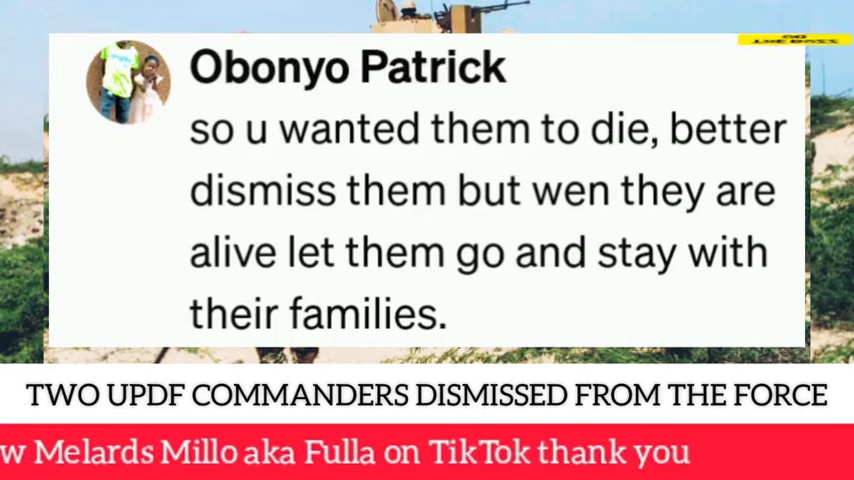 Obonyo Patrick
so u wanted them to die, better
dismiss them but wen they are
alive let them go and stay with
their families.
TWO UPDF COMMANDERS DISMISSED FROM THE FORCE
w Melards Millo aka Fulla on TikTok thank you